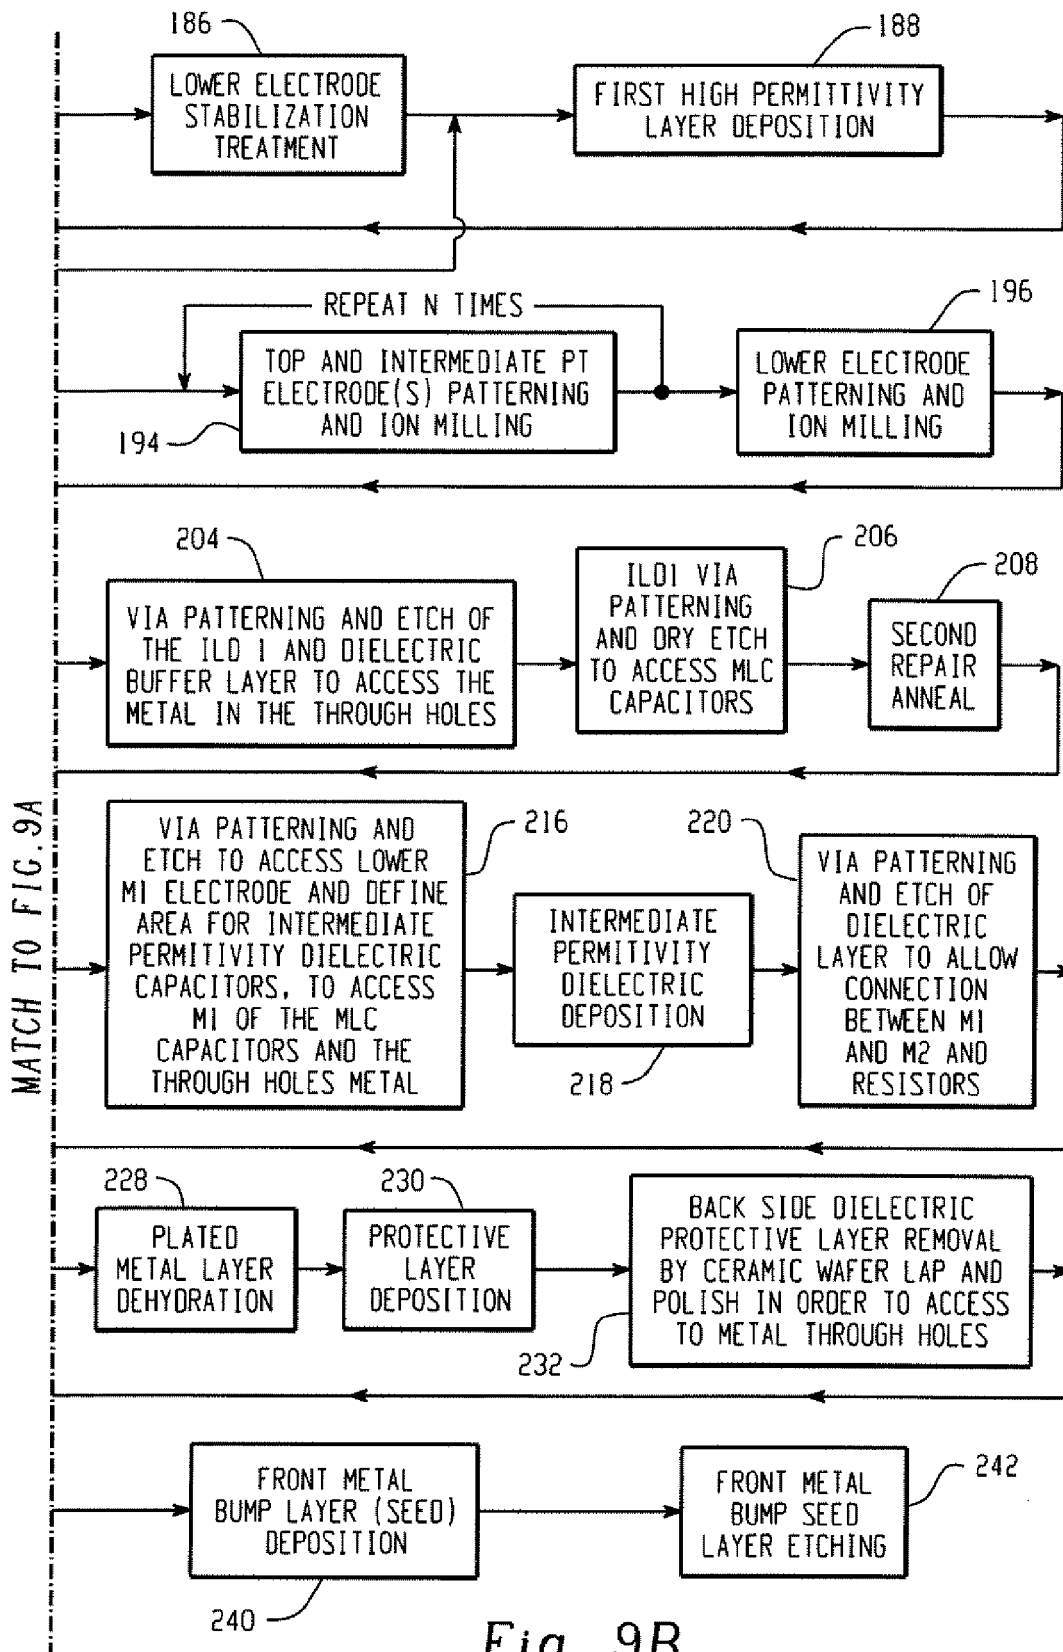 186
LOWER ELECTRODE
STABILIZATION
TREATMENT
188
FIRST HIGH PERMITTIVITY
LAYER DEPOSITION
REPEAT N TIMES
TOP AND INTERMEDIATE PT
ELECTRODE(S) PATTERNING
AND ION MILLING
194
196
LOWER ELECTRODE
PATTERNING AND
ION MILLING
204
VIA PATTERNING AND ETCH OF
THE ILD 1 AND DIELECTRIC
BUFFER LAYER TO ACCESS THE
METAL IN THE THROUGH HOLES
206
ILD1 VIA
PATTERNING
AND DRY ETCH
TO ACCESS MLC
CAPACITORS
208
SECOND
REPAIR
ANNEAL
MATCH TO FIG.9A
216
VIA PATTERNING AND
ETCH TO ACCESS LOWER
M1 ELECTRODE AND DEFINE
AREA FOR INTERMEDIATE
PERMITIVITY DIELECTRIC
CAPACITORS, TO ACCESS
M1 OF THE MLC
CAPACITORS AND THE
THROUGH HOLES METAL
INTERMEDIATE
PERMITIVITY
DIELECTRIC
DEPOSITION
218
220
VIA PATTERNING
AND ETCH OF
DIELECTRIC
LAYER TO ALLOW
CONNECTION
BETWEEN M1
AND M2 AND
RESISTORS
228
PLATED
METAL LAYER
DEHYDRATION
230
PROTECTIVE
LAYER
DEPOSITION
BACK SIDE DIELECTRIC
PROTECTIVE LAYER REMOVAL
BY CERAMIC WAFER LAP AND
POLISH IN ORDER TO ACCESS
TO METAL THROUGH HOLES
232
FRONT METAL
BUMP LAYER (SEED)
DEPOSITION
240
242
FRONT METAL
BUMP SEED
LAYER ETCHING
Fig. 9B